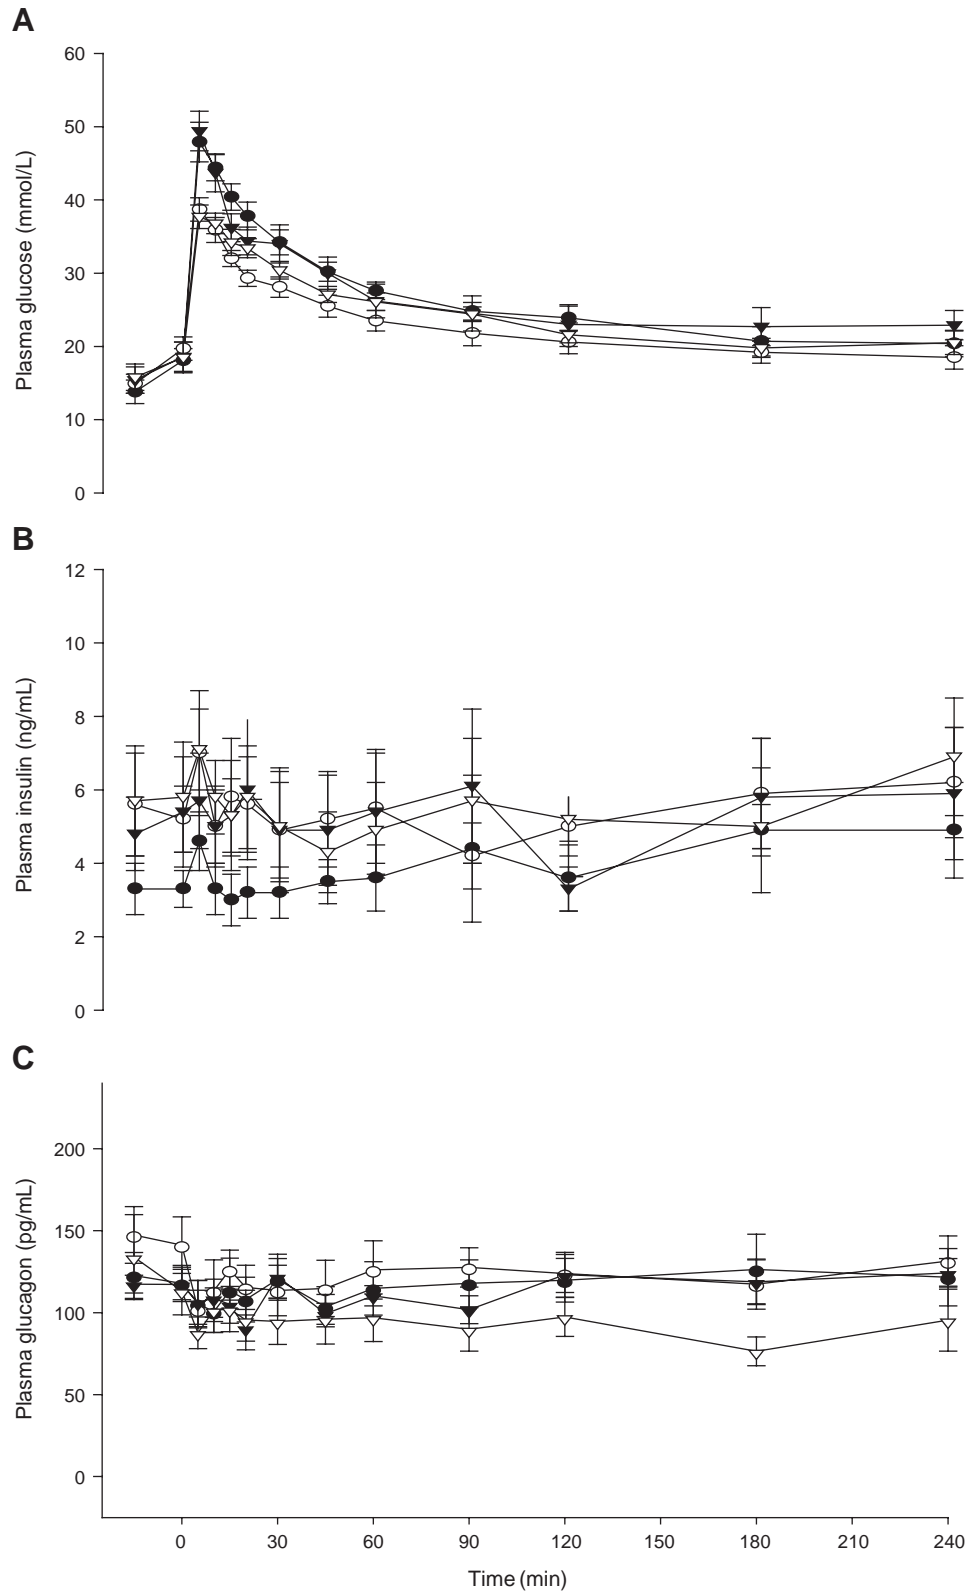 A
Plasma glucose (mmol/L)
60
50
40
30
20
10
0
B
Plasma insulin (ng/mL)
12
10
8
6
4
2
0
C
Plasma glucagon (pg/mL)
200
150
100
50
0
0 30 60 90 120 150 180 210 240
Time (min)